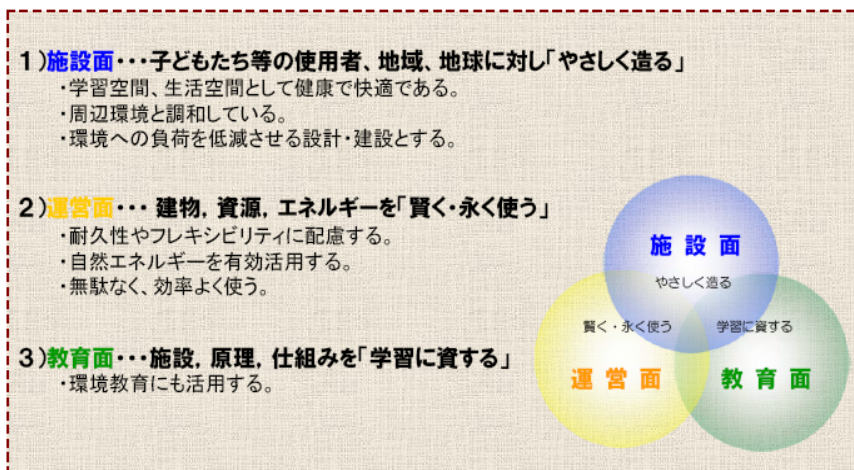 1)施設面・・・子どもたち等の使用者、地域、地球に対し「やさしく造る」
・学習空間、生活空間として健康で快適である。
・周辺環境と調和している。
・環境への負荷を低減させる設計・建設とする。
2)運営面・・・ 建物, 資源, エネルギーを「賢く・永く使う」
・耐久性やフレキシビリティに配慮する。
・自然エネルギーを有効活用する。
・無駄なく、効率よく使う。
3)教育面・・・施設, 原理, 仕組みを「学習に資する」
・環境教育にも活用する。
施設面
やさしく造る
賢く・永く使う 学習に資する
運営面 教育面